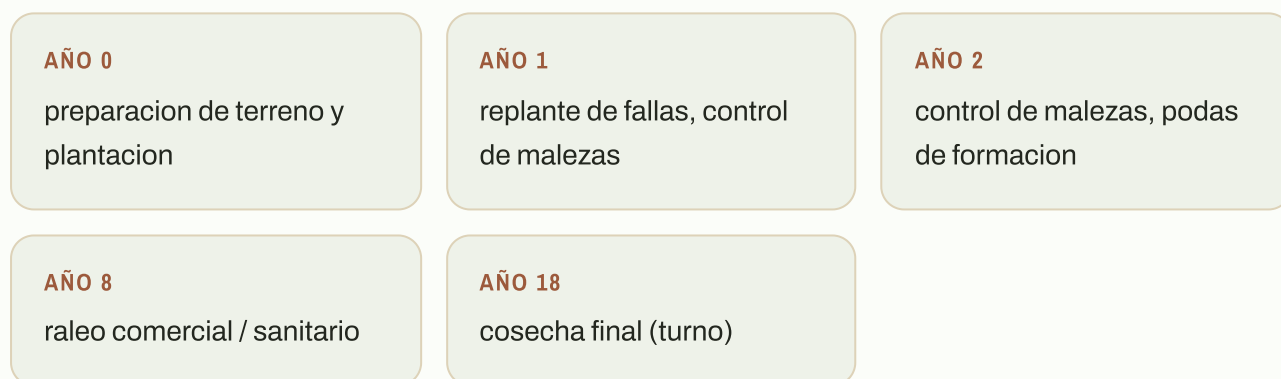 AÑO 0
preparacion de terreno y
plantacion
AÑO 1
replante de fallas, control
de malezas
AÑO 2
control de malezas, podas
de formacion
AÑO 8
raleo comercial / sanitario
AÑO 18
cosecha final (turno)